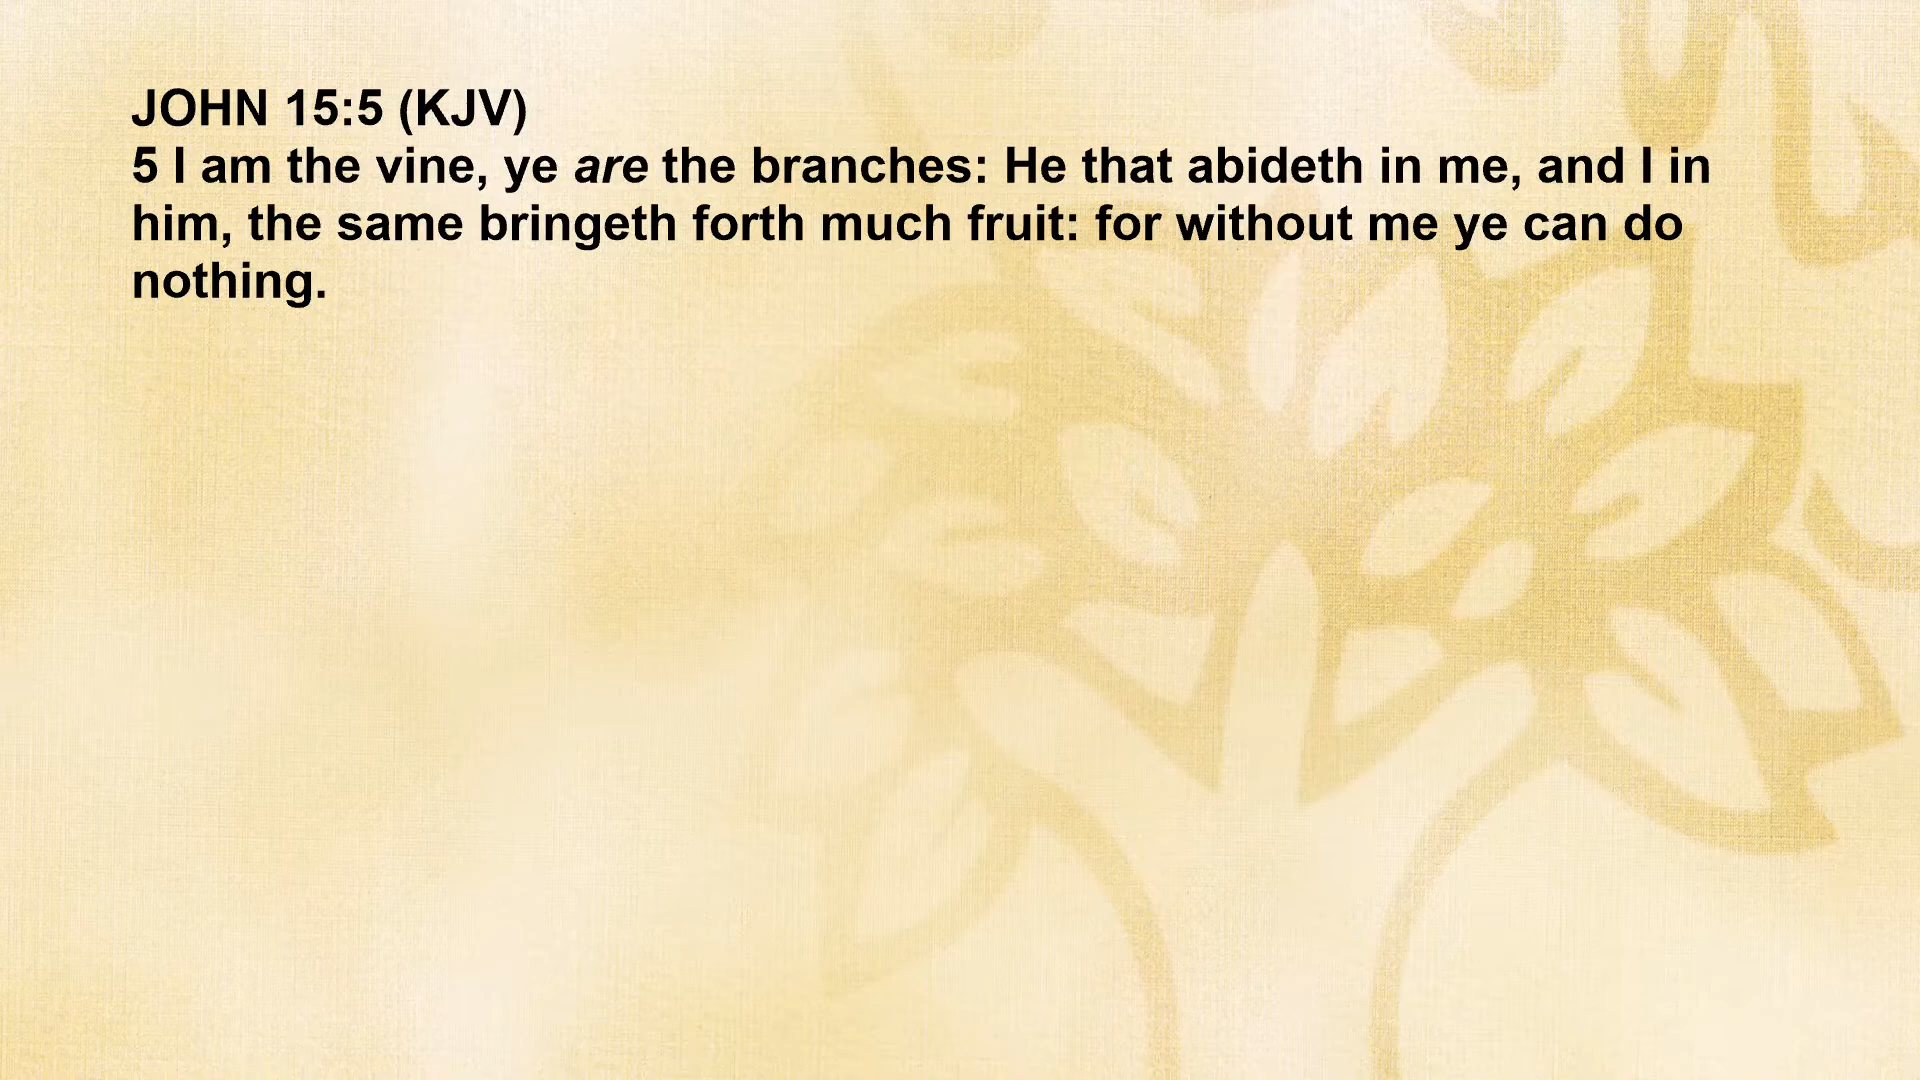 JOHN 15:5 (KJV)
5 I am the vine, ye are the branches: He that abideth in me, and I in
him, the same bringeth forth much fruit: for without me ye can do
nothing.